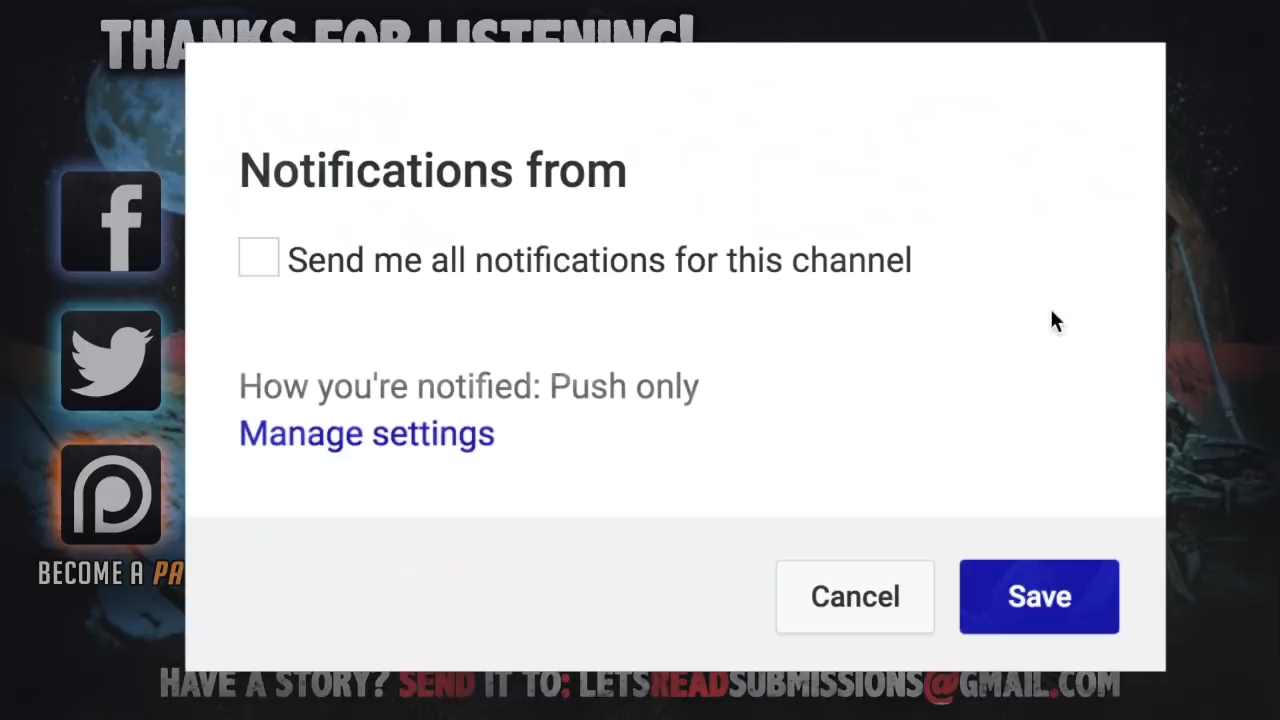 THANKS FOR LISTENING!
Notifications from
Send me all notifications for this channel
How you're notified: Push only
Manage settings
BECOME A PA
Cancel
Save
HAVE A STORY? SEND IT TO: LETSREADSUBMISSIONS@GMAIL.COM